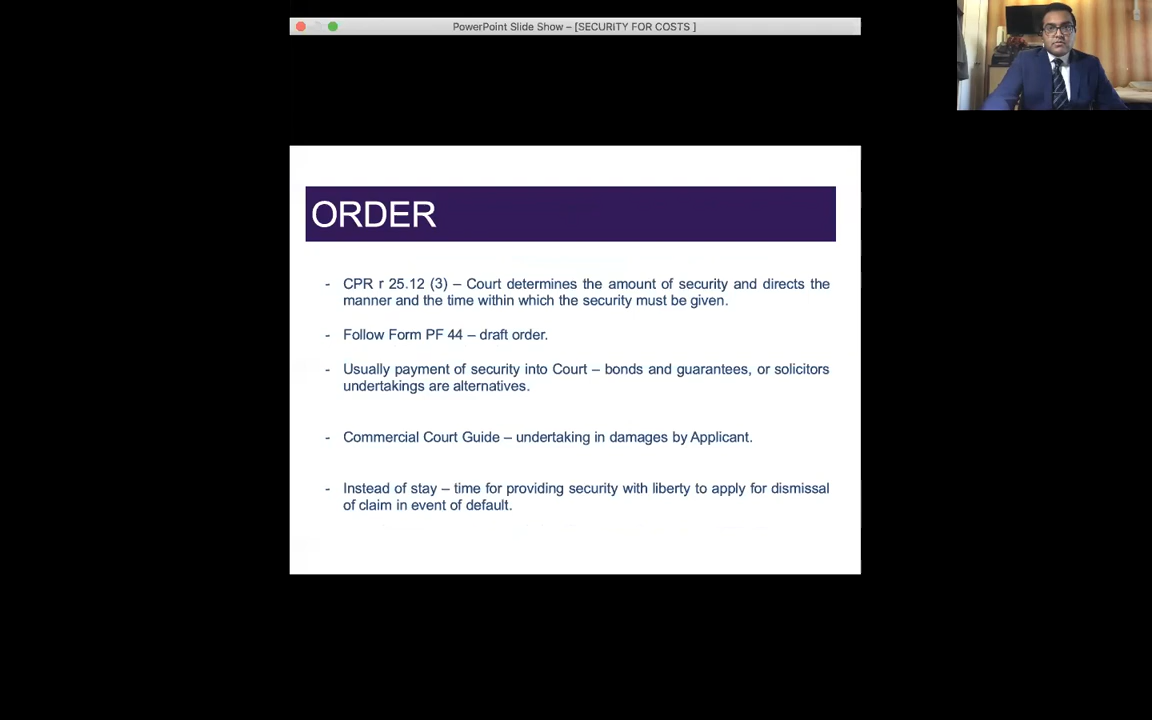 PowerPoint Slide Show – [SECURITY FOR COSTS ]
ORDER
- CPR r 25.12 (3) – Court determines the amount of security and directs the
manner and the time within which the security must be given.
- Follow Form PF 44 – draft order.
- Usually payment of security into Court – bonds and guarantees, or solicitors
undertakings are alternatives.
- Commercial Court Guide – undertaking in damages by Applicant.
- Instead of stay – time for providing security with liberty to apply for dismissal
of claim in event of default.